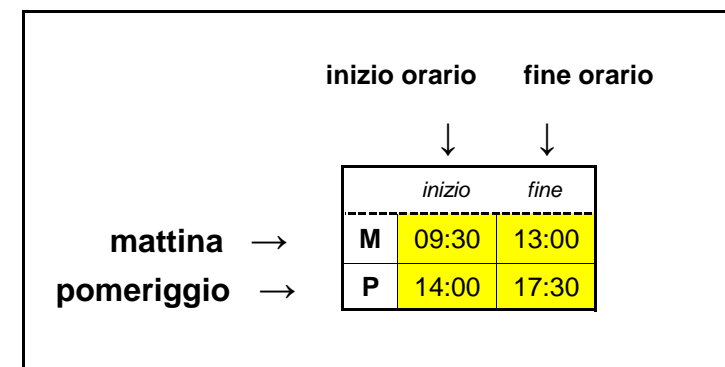 inizio orario fine orario
↓ ↓
inizio fine
mattina → M 09:30 13:00
pomeriggio → P 14:00 17:30